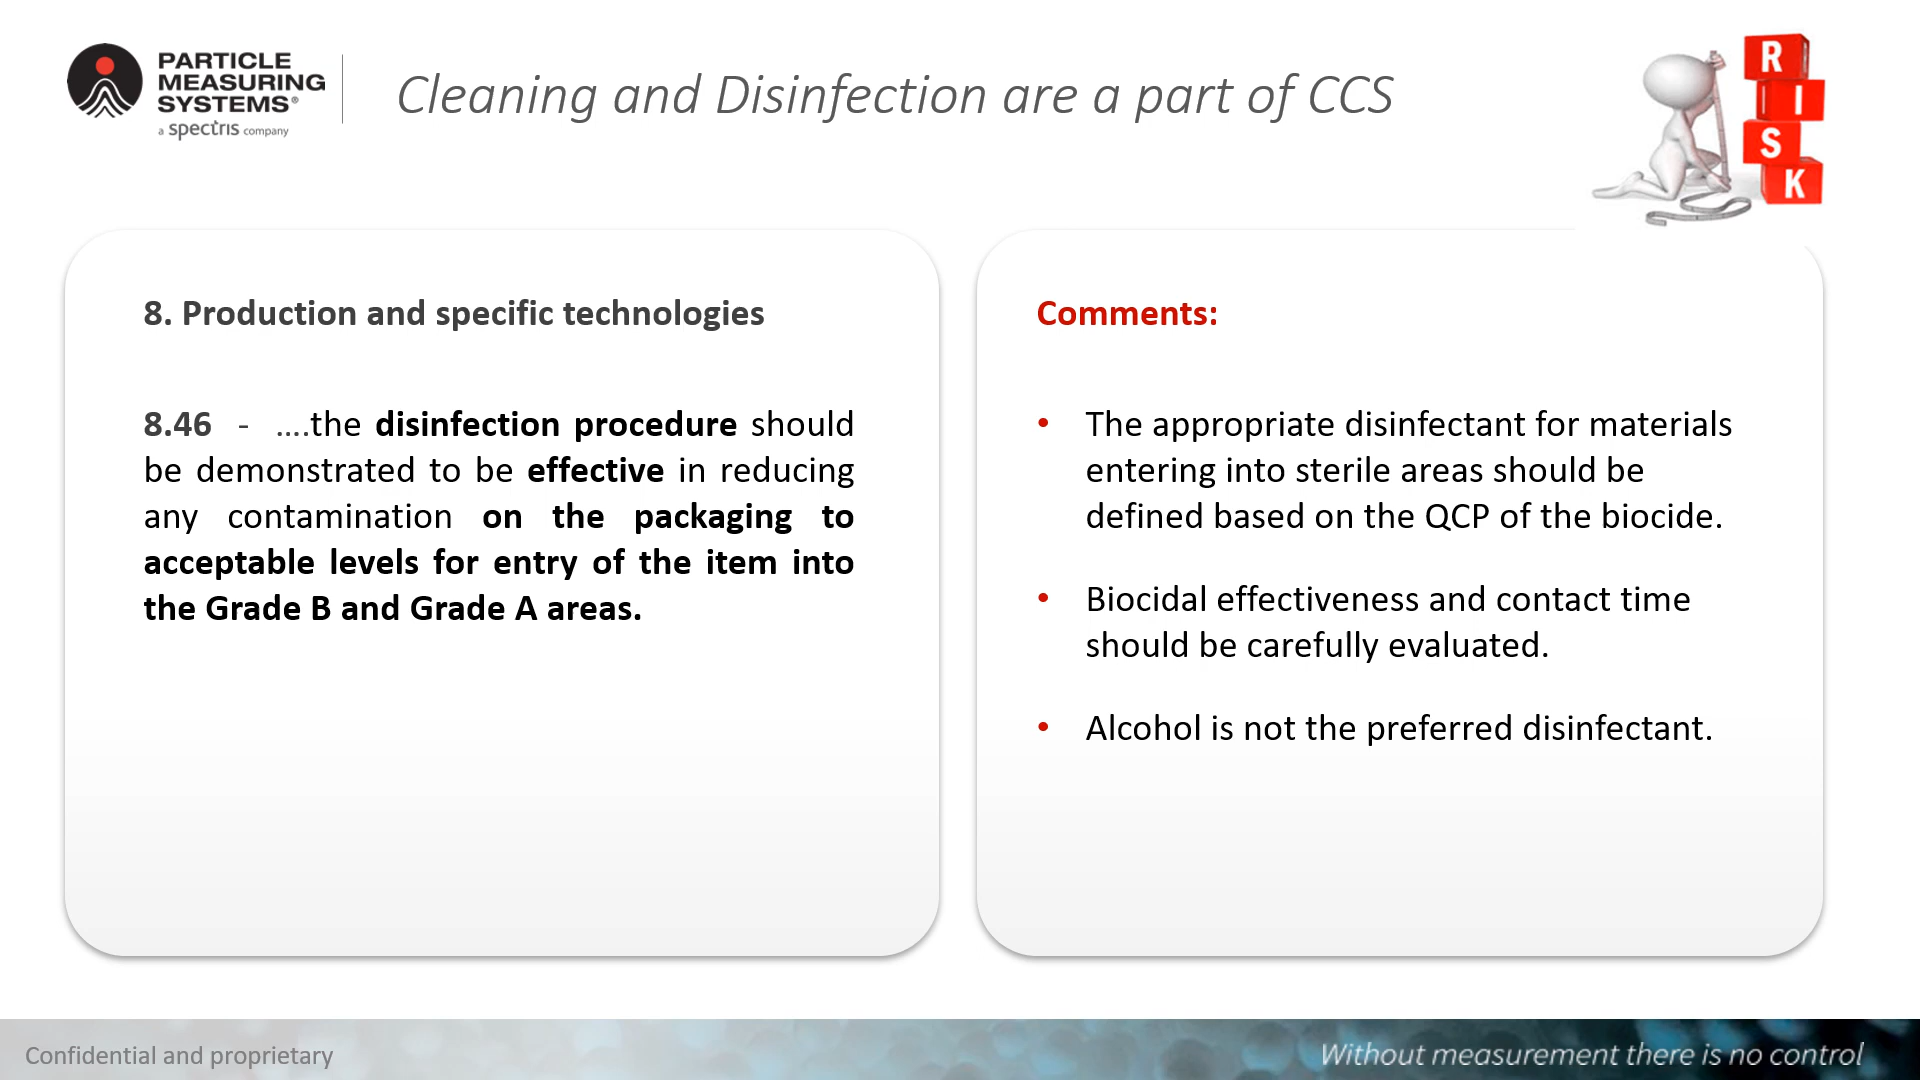 PARTICLE
MEASURING
SYSTEMS®
a spectris company
Cleaning and Disinfection are a part of CCS
R
I
S
K
8. Production and specific technologies
8.46 - ....the disinfection procedure should
be demonstrated to be effective in reducing
any contamination on the packaging to
acceptable levels for entry of the item into
the Grade B and Grade A areas.
Comments:
• The appropriate disinfectant for materials
entering into sterile areas should be
defined based on the QCP of the biocide.
• Biocidal effectiveness and contact time
should be carefully evaluated.
• Alcohol is not the preferred disinfectant.
Confidential and proprietary
Without measurement there is no control